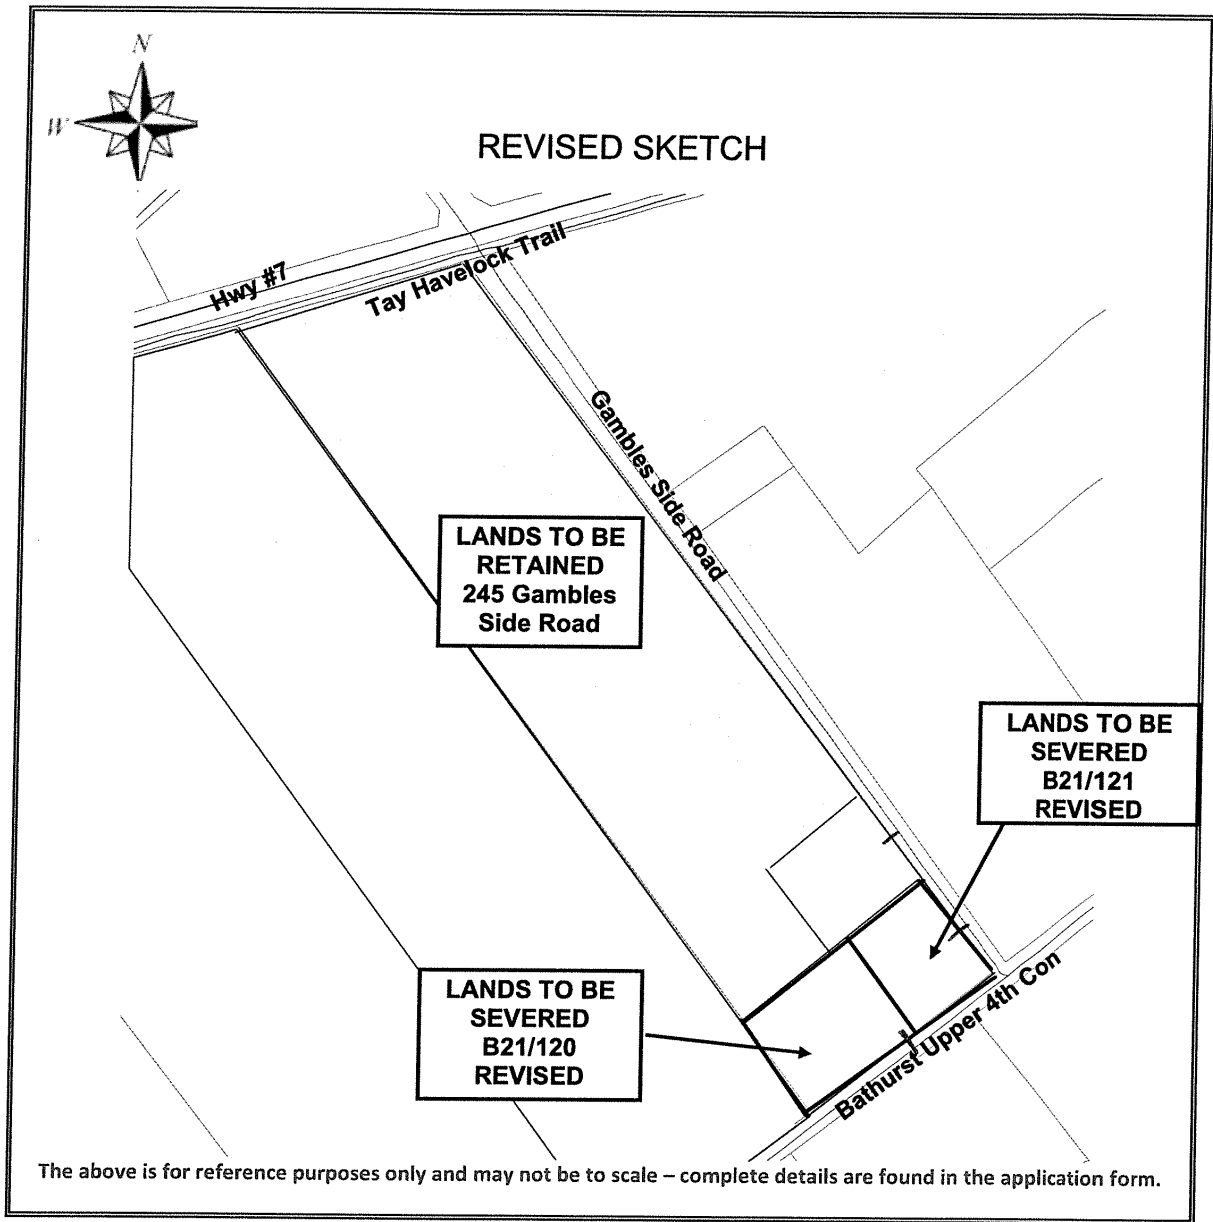 N
W
REVISED SKETCH
Hwy #7
Tay Havelock Trail
Gambles Side Road
LANDS TO BE
RETAINED
245 Gambles
Side Road
LANDS TO BE
SEVERED
B21/121
REVISED
LANDS TO BE
SEVERED
B21/120
REVISED
Bathurst Upper 4th Con
The above is for reference purposes only and may not be to scale – complete details are found in the application form.